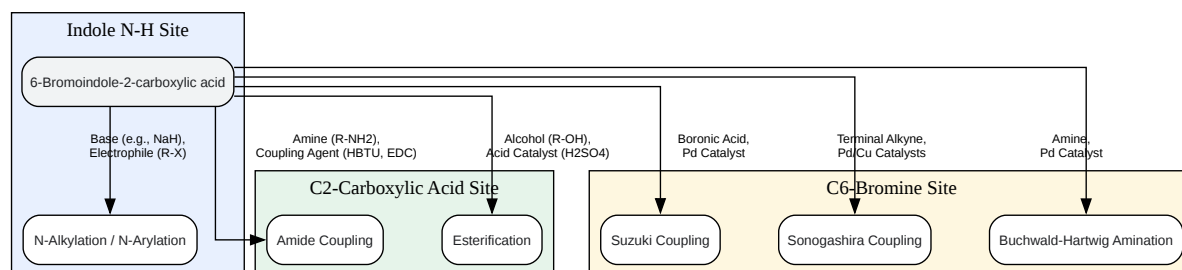 Indole N-H Site
6-Bromoindole-2-carboxylic acid
Base (e.g., NaH),
Electrophile (R-X)
Amine (R-NH2),
Coupling Agent (HBTU, EDC)
Alcohol (R-OH),
Acid Catalyst (H2SO4)
Boronic Acid,
Pd Catalyst
Terminal Alkyne,
Pd/Cu Catalysts
Amine,
Pd Catalyst
C2-Carboxylic Acid Site
C6-Bromine Site
N-Alkylation / N-Arylation
Amide Coupling
Esterification
Suzuki Coupling
Sonogashira Coupling
Buchwald-Hartwig Amination